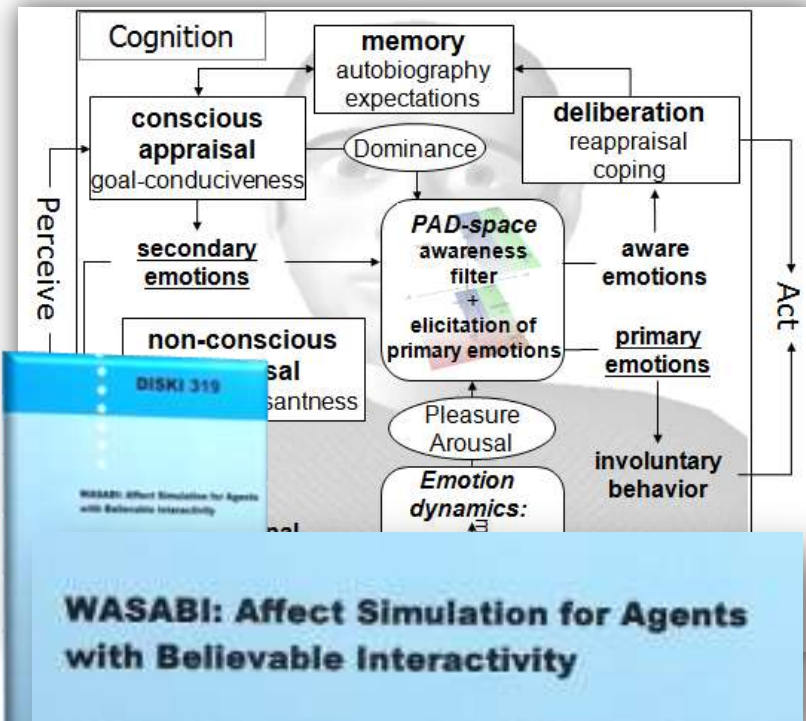 Cognition
memory
autobiography
expectations
conscious
appraisal
goal-conduciveness
Dominance
deliberation
reappraisal
coping
Perceive
secondary
emotions
PAD-space
awareness
filter
+
elicitation of
primary emotions
aware
emotions
primary
emotions
Act
non-conscious
sal
santness
Pleasure
Arousal
involuntary
behavior
Emotion
dynamics:
DISKI 319
WASABI: Affect Simulation for Agents
with Believable Interactivity
WASABI: Affect Simulation for Agents
with Believable Interactivity